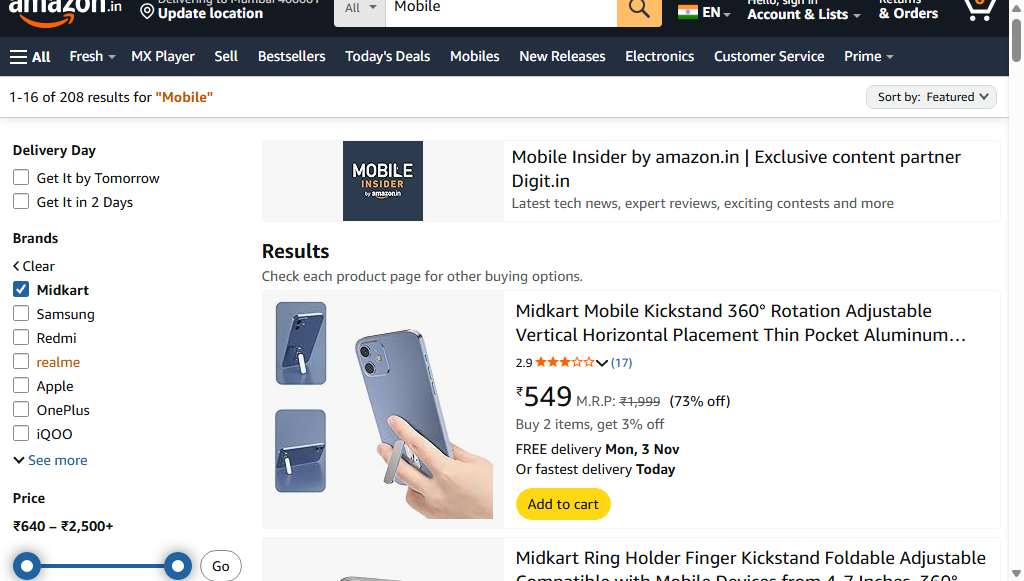 amazon.in
Update location
All
Mobile
EN
Hello, sign in
Account & Lists
Returns
& Orders
All
Fresh
MX Player
Sell
Bestsellers
Today's Deals
Mobiles
New Releases
Electronics
Customer Service
Prime
1-16 of 208 results for "Mobile"
Sort by: Featured
Delivery Day
Get It by Tomorrow
Get It in 2 Days
Brands
Clear
Midkart
Samsung
Redmi
realme
Apple
OnePlus
iQOO
See more
Price
₹640 – ₹2,500+
Go
MOBILE
INSIDER
by amazon.in
Mobile Insider by amazon.in | Exclusive content partner
Digit.in
Latest tech news, expert reviews, exciting contests and more
Results
Check each product page for other buying options.
Midkart Mobile Kickstand 360° Rotation Adjustable
Vertical Horizontal Placement Thin Pocket Aluminum…
2.9 (17)
₹549 M.R.P: ₹1,999 (73% off)
Buy 2 items, get 3% off
FREE delivery Mon, 3 Nov
Or fastest delivery Today
Add to cart
Midkart Ring Holder Finger Kickstand Foldable Adjustable
Compatible with Mobile Devices from 4-7 Inches, 360°